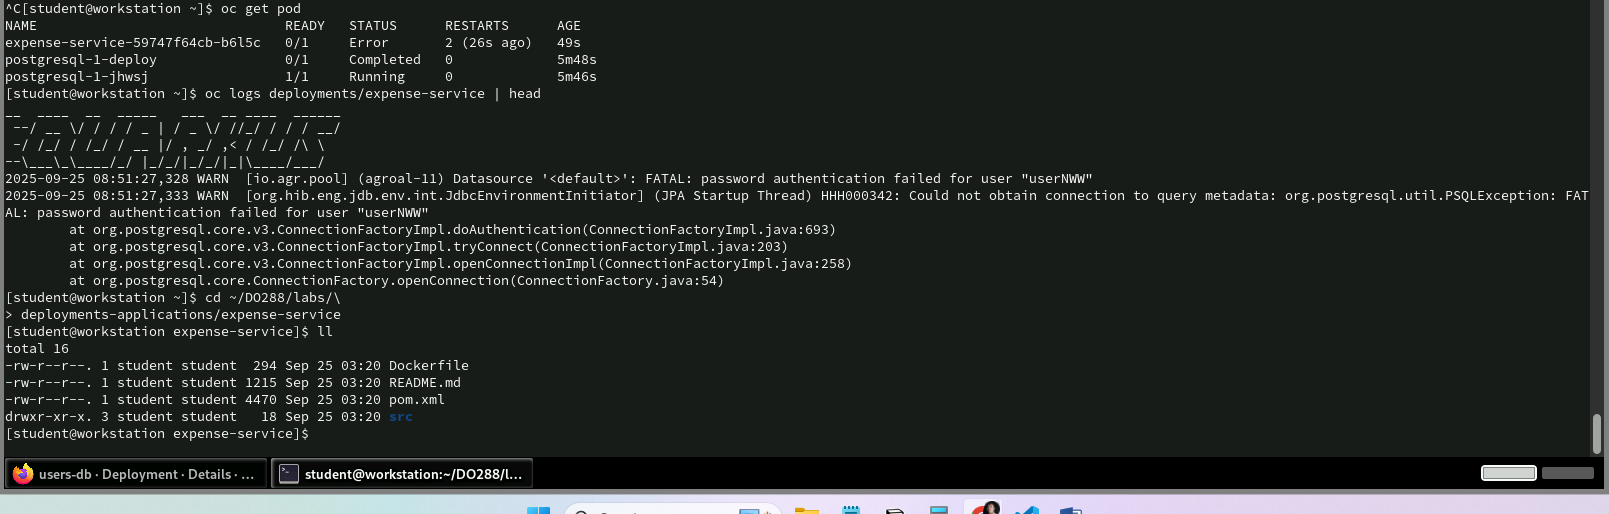 ^C[student@workstation ~]$ oc get pod
NAME                               READY   STATUS      RESTARTS      AGE
expense-service-59747f64cb-b6l5c   0/1     Error       2 (26s ago)   49s
postgresql-1-deploy                0/1     Completed   0             5m48s
postgresql-1-jhwsj                 1/1     Running     0             5m46s
[student@workstation ~]$ oc logs deployments/expense-service | head
__  ____  __  _____   ___  __ ____  ______
 --/ __ \/ / / / _ | / _ \/ //_/ / / / __/
 -/ /_/ / /_/ / __ |/ , _/ ,< / /_/ /\ \
--\___\_\____/_/ |_/_/|_/_/|_|\____/___/
2025-09-25 08:51:27,328 WARN  [io.agr.pool] (agroal-11) Datasource '<default>': FATAL: password authentication failed for user "userNWW"
2025-09-25 08:51:27,333 WARN  [org.hib.eng.jdb.env.int.JdbcEnvironmentInitiator] (JPA Startup Thread) HHH000342: Could not obtain connection to query metadata: org.postgresql.util.PSQLException: FAT
AL: password authentication failed for user "userNWW"
        at org.postgresql.core.v3.ConnectionFactoryImpl.doAuthentication(ConnectionFactoryImpl.java:693)
        at org.postgresql.core.v3.ConnectionFactoryImpl.tryConnect(ConnectionFactoryImpl.java:203)
        at org.postgresql.core.v3.ConnectionFactoryImpl.openConnectionImpl(ConnectionFactoryImpl.java:258)
        at org.postgresql.core.ConnectionFactory.openConnection(ConnectionFactory.java:54)
[student@workstation ~]$ cd ~/DO288/labs/\
> deployments-applications/expense-service
[student@workstation expense-service]$ ll
total 16
-rw-r--r--. 1 student student  294 Sep 25 03:20 Dockerfile
-rw-r--r--. 1 student student 1215 Sep 25 03:20 README.md
-rw-r--r--. 1 student student 4470 Sep 25 03:20 pom.xml
drwxr-xr-x. 3 student student   18 Sep 25 03:20 src
[student@workstation expense-service]$
users-db · Deployment · Details · ...
student@workstation:~/DO288/l...